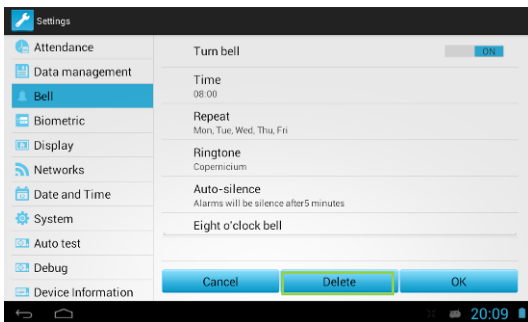 Settings
Attendance
Data management
Bell
Biometric
Display
Networks
Date and Time
System
Auto test
Debug
Device Information
Turn bell
ON
Time
08:00
Repeat
Mon, Tue, Wed, Thu, Fri
Ringtone
Copernicium
Auto-silence
Alarms will be silence after5 minutes
Eight o'clock bell
Cancel
Delete
OK
20:09